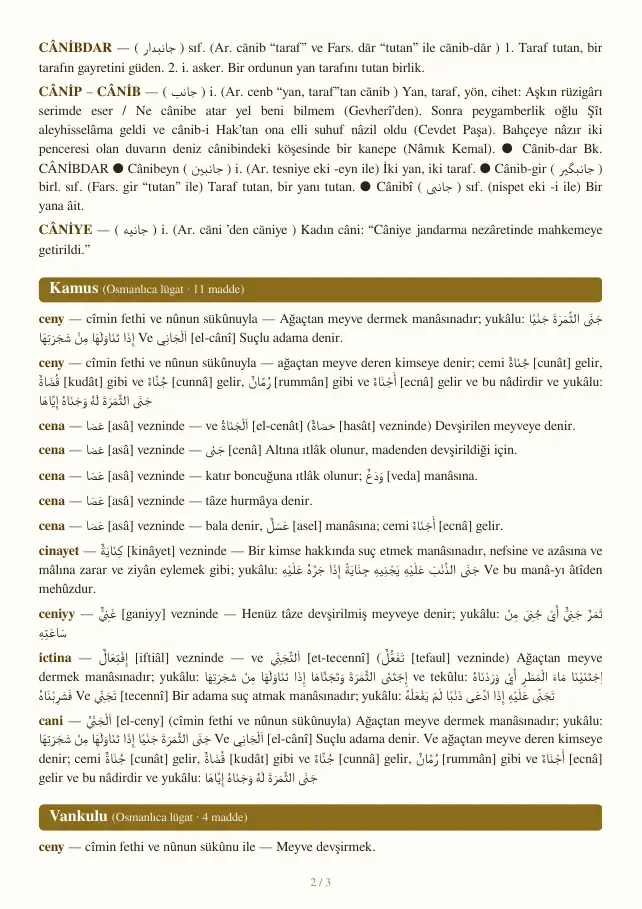 CÂNİBDAR — ( جانبدار ) sıf. (Ar. cānib “taraf” ve Fars. dār “tutan” ile cānib-dār ) 1. Taraf tutan, bir
tarafın gayretini güden. 2. i. asker. Bir ordunun yan tarafını tutan birlik.
CÂNİP – CÂNİB — ( جانب ) i. (Ar. cenb “yan, taraf”tan cānib ) Yan, taraf, yön, cihet: Aşkın rüzigârı
serimde eser / Ne cânibe atar yel beni bilmem (Gevherî’den). Sonra peygamberlik oğlu Şît
aleyhisselâma geldi ve cânib-i Hak’tan ona elli suhuf nâzil oldu (Cevdet Paşa). Bahçeye nâzır iki
penceresi olan duvarın deniz cânibindeki köşesinde bir kanepe (Nâmık Kemal). ● Cânib-dar Bk.
CÂNİBDAR ● Cânibeyn ( جانبين ) i. (Ar. tesniye eki -eyn ile) İki yan, iki taraf. ● Cânib-gir ( جانبگير )
birl. sıf. (Fars. gir “tutan” ile) Taraf tutan, bir yanı tutan. ● Cânibî ( جانبى ) sıf. (nispet eki -i ile) Bir
yana âit.
CÂNİYE — ( جانيه ) i. (Ar. cānі ’den cāniye ) Kadın câni: “Câniye jandarma nezâretinde mahkemeye
getirildi.”
Kamus (Osmanlıca lügat · 11 madde)
ceny — cîmin fethi ve nûnun sükûnuyla — Ağaçtan meyve dermek manâsınadır; yukâlu: جَنَى الثَّمَرَةَ جَنْيًا
إِذَا تَنَاوَلَهَا مِنْ شَجَرَتِهَا Ve اَلْجَانِي [el-cânî] Suçlu adama denir.
ceny — cîmin fethi ve nûnun sükûnuyla — ağaçtan meyve deren kimseye denir; cemi جُنَاةٌ [cunât] gelir,
قُضَاةٌ [kudât] gibi ve جُنَّاءٌ [cunnâ] gelir, رُمَّانٌ [rummân] gibi ve أَجْنَاءٌ [ecnâ] gelir ve bu nâdirdir ve yukâlu:
جَنَى الثَّمَرَةَ لَهُ وَجَنَاهُ إِيَّاهَا
cena — عَصَا [asâ] vezninde — ve اَلْجَنَاةُ [el-cenât] (حَصَاةٌ [hasât] vezninde) Devşirilen meyveye denir.
cena — عَصَا [asâ] vezninde — جَنَى [cenâ] Altına ıtlâk olunur, madenden devşirildiği için.
cena — عَصَا [asâ] vezninde — katır boncuğuna ıtlâk olunur; وَدَعٌ [veda] manâsına.
cena — عَصَا [asâ] vezninde — tâze hurmâya denir.
cena — عَصَا [asâ] vezninde — bala denir, عَسَلٌ [asel] manâsına; cemi أَجْنَاءٌ [ecnâ] gelir.
cinayet — كِنَايَةٌ [kinâyet] vezninde — Bir kimse hakkında suç etmek manâsınadır, nefsine ve azâsına ve
mâlına zarar ve ziyân eylemek gibi; yukâlu: جَنَى الذَّنْبَ عَلَيْهِ يَجْنِيهِ جِنَايَةً إِذَا جَرَّهُ عَلَيْهِ Ve bu manâ-yı âtîden
mehûzdur.
ceniyy — غَنِيٌّ [ganiyy] vezninde — Henüz tâze devşirilmiş meyveye denir; yukâlu: تَمَرٌ جَنِيٌّ أَيْ جُنِيَ مِنْ
سَاعَتِهِ
ictina — إِفْتِعَالٌ [iftiâl] vezninde — ve اَلتَّجَنِّي [et-tecennî] (تَفَعُّلٌ [tefaul] vezninde) Ağaçtan meyve
dermek manâsınadır; yukâlu: إِجْتَنَى الثَّمَرَةَ وَتَجَنَّاهَا إِذَا تَنَاوَلَهَا مِنْ شَجَرَتِهَا ve tekûlu: اِجْتَنَيْنَا مَاءَ الْمَطَرِ أَيْ وَرَدْنَاهُ
فَشَرِبْنَاهُ Ve تَجَنِّي [tecennî] Bir adama suç atmak manâsınadır; yukâlu: تَجَنَّى عَلَيْهِ إِذَا ادَّعَى ذَنْبًا لَمْ يَفْعَلْهُ
cani — اَلْجَنْيُ [el-ceny] (cîmin fethi ve nûnun sükûnuyla) Ağaçtan meyve dermek manâsınadır; yukâlu:
جَنَى الثَّمَرَةَ جَنْيًا إِذَا تَنَاوَلَهَا مِنْ شَجَرَتِهَا Ve اَلْجَانِي [el-cânî] Suçlu adama denir. Ve ağaçtan meyve deren kimseye
denir; cemi جُنَاةٌ [cunât] gelir, قُضَاةٌ [kudât] gibi ve جُنَّاءٌ [cunnâ] gelir, رُمَّانٌ [rummân] gibi ve أَجْنَاءٌ [ecnâ]
gelir ve bu nâdirdir ve yukâlu: جَنَى الثَّمَرَةَ لَهُ وَجَنَاهُ إِيَّاهَا
Vankulu (Osmanlıca lügat · 4 madde)
ceny — cîmin fethi ve nûnun sükûnu ile — Meyve devşirmek.
2 / 3